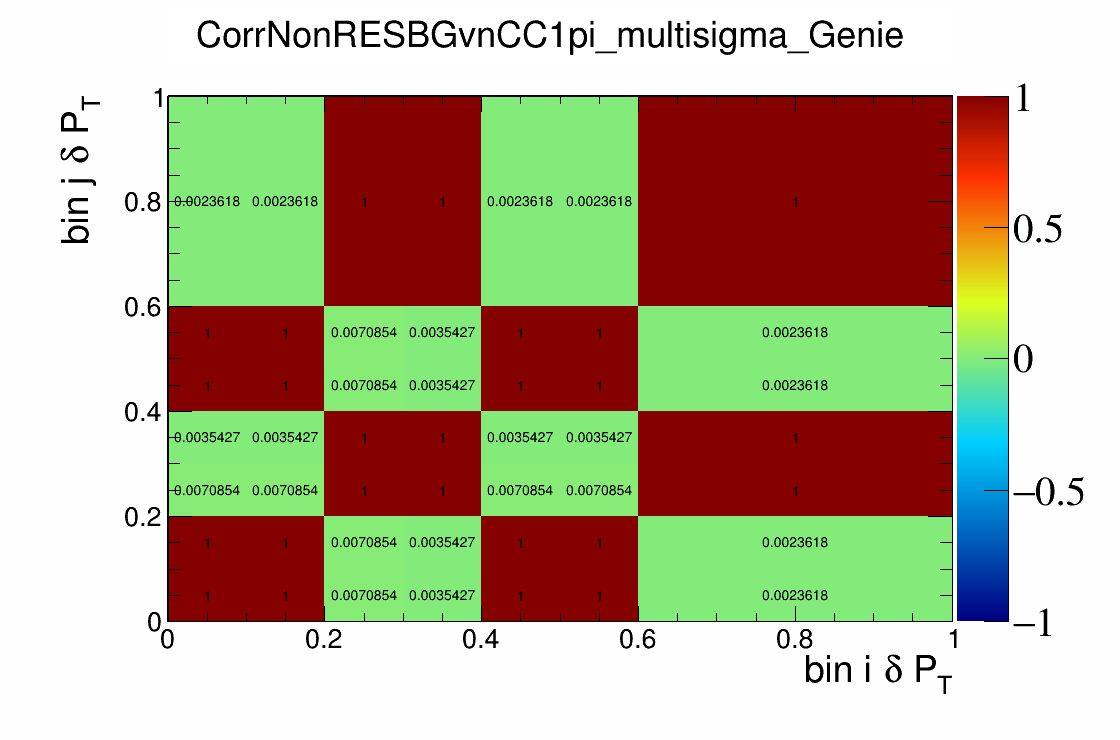 CorrNonRESBGvnCC1pi_multisigma_Genie
bin j δ P_T
1
0.8
0.6
0.4
0.2
0
0.0023618 0.0023618 1 1 0.0023618 0.0023618 1
1 1 0.0070854 0.0035427 1 1 0.0023618
1 1 0.0070854 0.0035427 1 1 0.0023618
0.0035427 0.0035427 1 1 0.0035427 0.0035427 1
0.0070854 0.0070854 1 1 0.0070854 0.0070854 1
1 1 0.0070854 0.0035427 1 1 0.0023618
1 1 0.0070854 0.0035427 1 1 0.0023618
0 0.2 0.4 0.6 0.8 1
bin i δ P_T
1
0.5
0
−0.5
−1